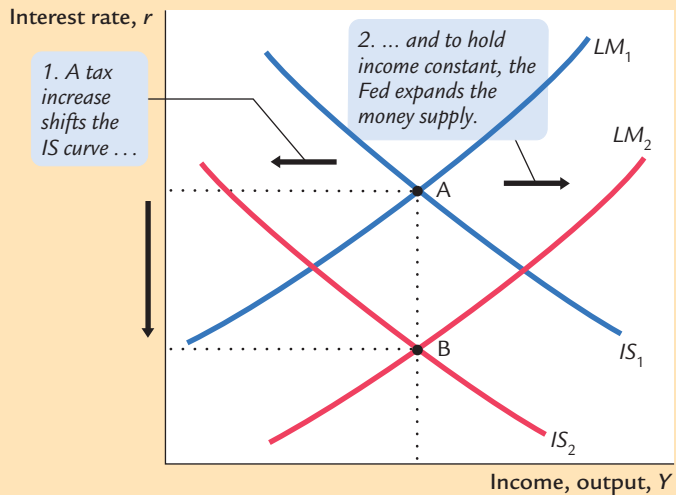 Interest rate, r
1. A tax
increase
shifts the
IS curve . . .
2. ... and to hold
income constant, the
Fed expands the
money supply.
LM₁
LM₂
A
B
IS₁
IS₂
Income, output, Y